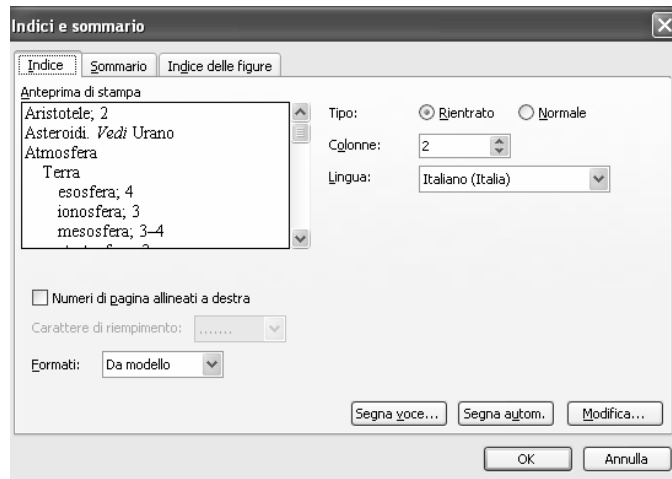 Indici e sommario
Indice Sommario Indice delle figure
Anteprima di stampa
Aristotele; 2
Asteroidi. Vedi Urano
Atmosfera
Terra
esosfera; 4
ionosfera; 3
mesosfera; 3–4
Tipo: Rientrato Normale
Colonne: 2
Lingua: Italiano (Italia)
Numeri di pagina allineati a destra
Carattere di riempimento: .......
Formati: Da modello
Segna voce... Segna autom. Modifica...
OK Annulla